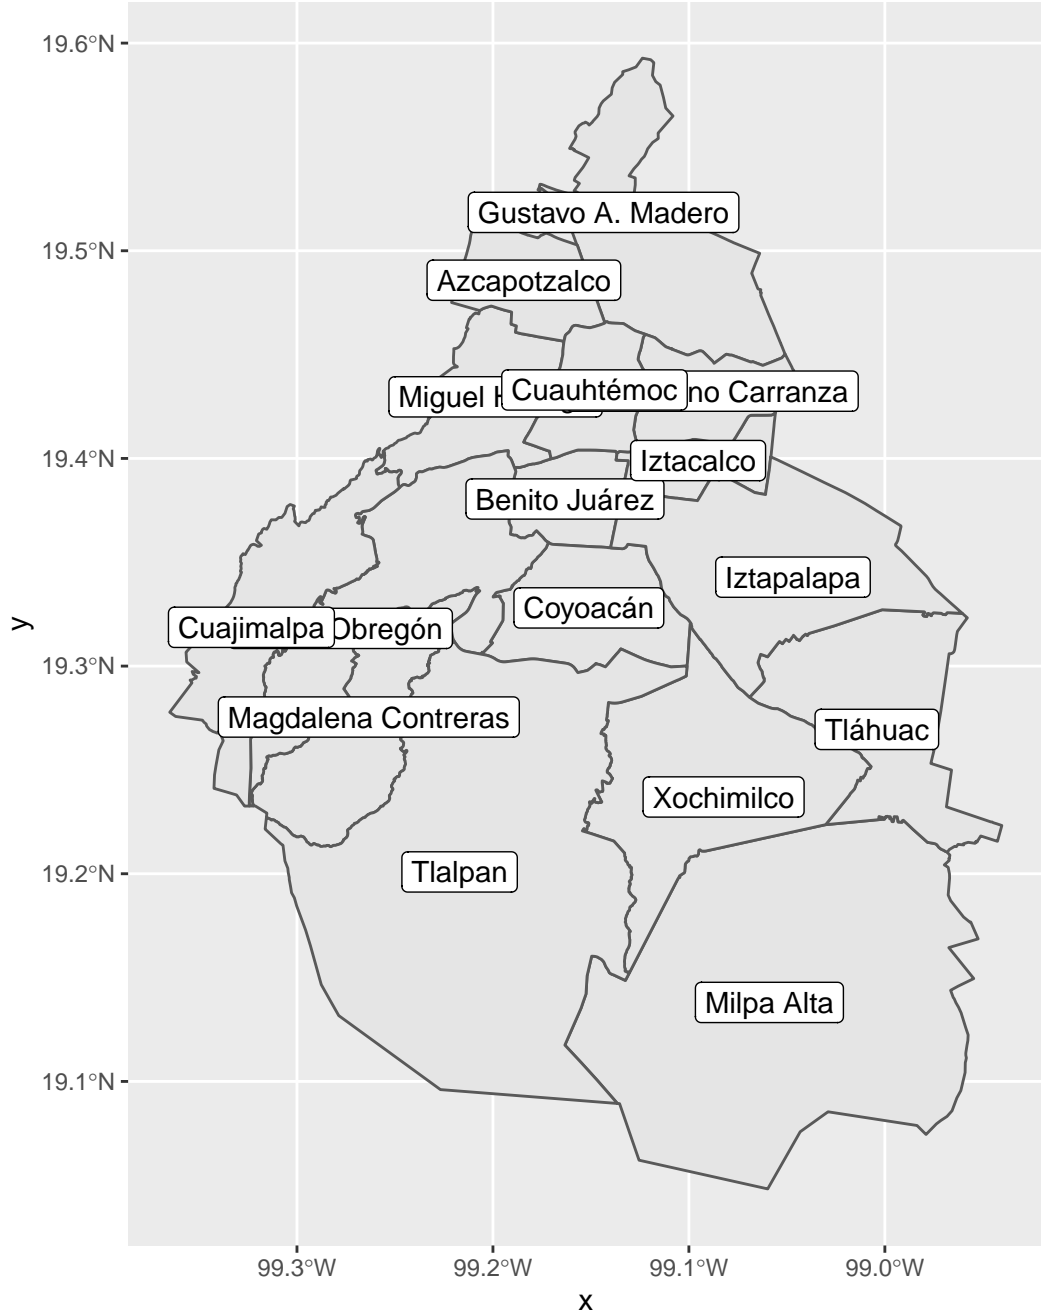 19.6°N
Gustavo A. Madero
19.5°N
Azcapotzalco
Miguel H
Cuauhtémoc
no Carranza
19.4°N
Iztacalco
Benito Juárez
Iztapalapa
Coyoacán
y
Cuajimalpa
Obregón
19.3°N
Magdalena Contreras
Tláhuac
Xochimilco
19.2°N
Tlalpan
Milpa Alta
19.1°N
99.3°W
99.2°W
99.1°W
99.0°W
x